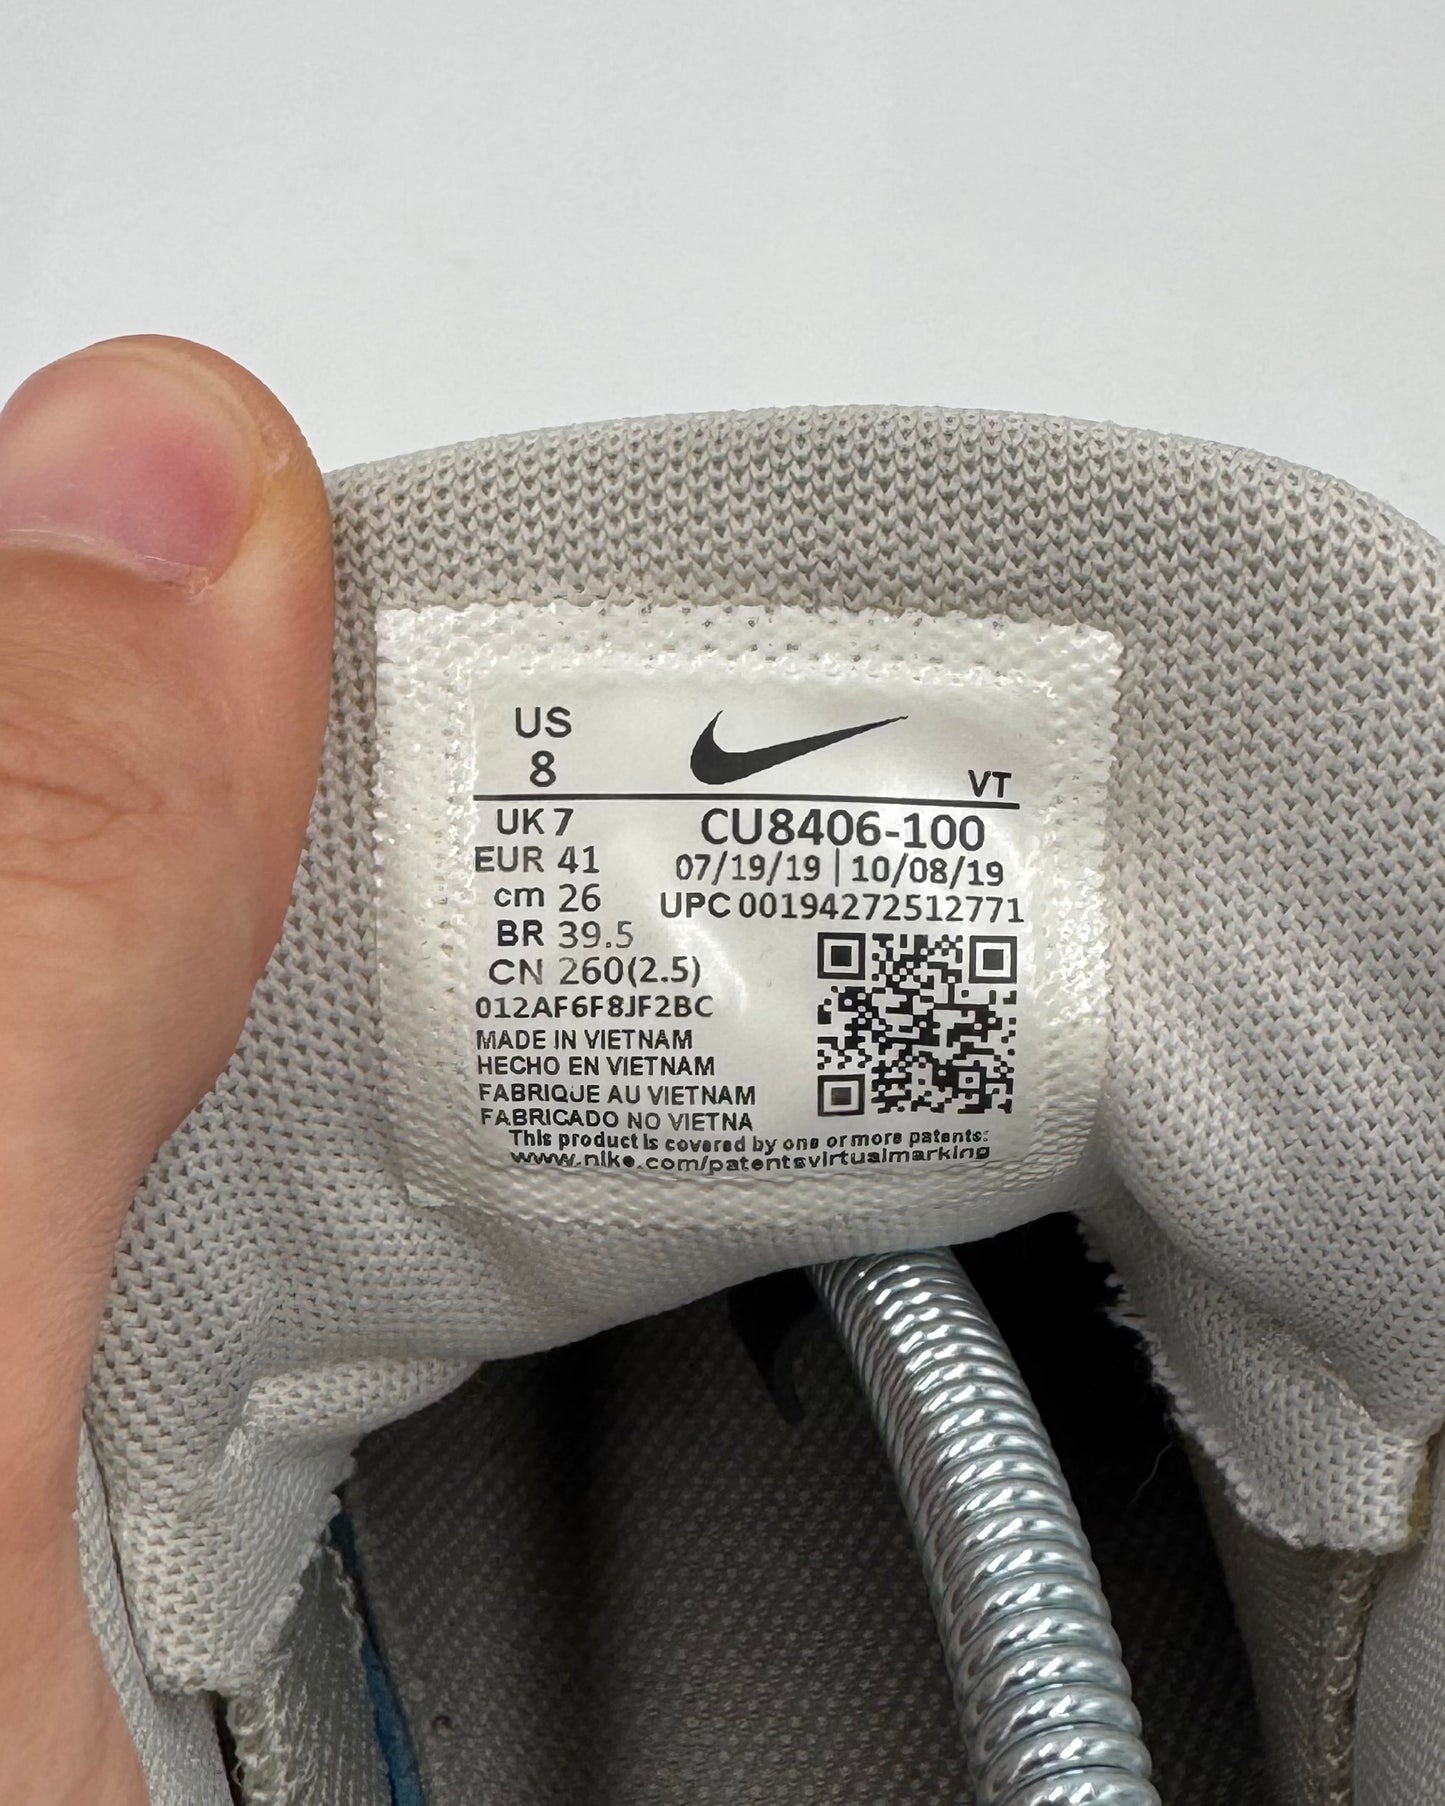 US
8
VT
UK 7
CU8406-100
EUR 41
07/19/19 | 10/08/19
cm 26
UPC 00194272512771
BR 39.5
CN 260(2.5)
012AF6F8JF2BC
MADE IN VIETNAM
HECHO EN VIETNAM
FABRIQUE AU VIETNAM
FABRICADO NO VIETNA
This product is covered by one or more patents:
www.nike.com/patentsvirtualmarking